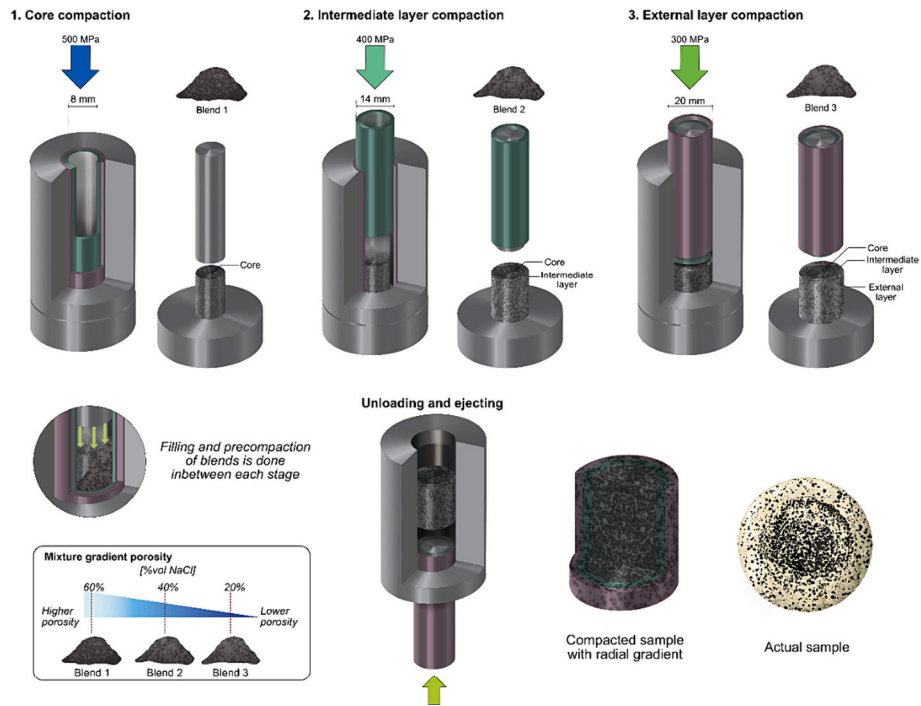 1. Core compaction
500 MPa
8 mm
Blend 1
Core
2. Intermediate layer compaction
400 MPa
14 mm
Blend 2
Core
Intermediate
layer
3. External layer compaction
300 MPa
20 mm
Blend 3
Core
Intermediate
layer
External
layer
Filling and precompaction
of blends is done
inbetween each stage
Unloading and ejecting
Mixture gradient porosity
[%vol NaCl]
60%
40%
20%
Higher
porosity
Lower
porosity
Blend 1
Blend 2
Blend 3
Compacted sample
with radial gradient
Actual sample